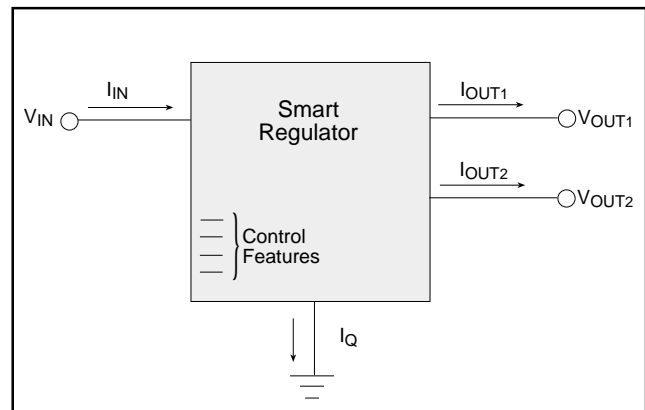 IIN
VIN
Smart
Regulator
IOUT1
VOUT1
IOUT2
VOUT2
Control
Features
IQ